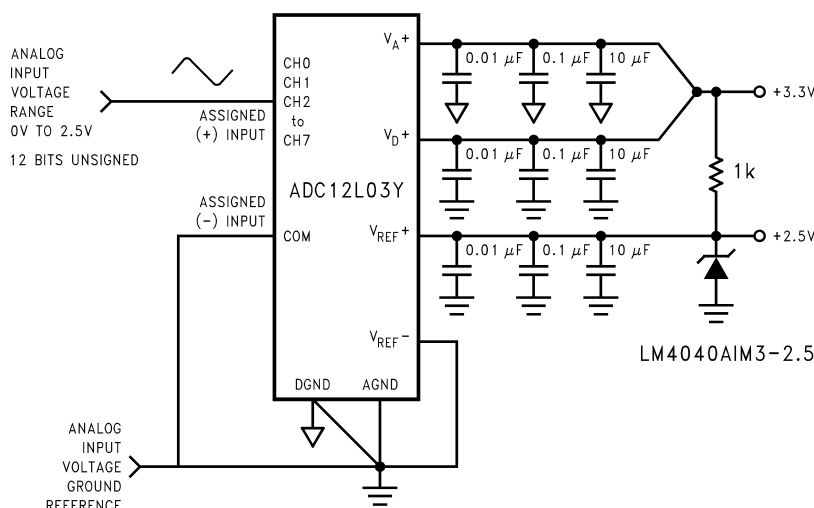 ANALOG
INPUT
VOLTAGE
RANGE
0V TO 2.5V
12 BITS UNSIGNED
ASSIGNED
(+) INPUT
ASSIGNED
(-) INPUT
CH0
CH1
CH2
to
CH7
ADC12L03Y
COM
VA+
VD+
VREF+
VREF-
DGND
AGND
0.01 μF
0.1 μF
10 μF
0.01 μF
0.1 μF
10 μF
0.01 μF
0.1 μF
10 μF
+3.3V
1k
+2.5V
LM4040AIM3-2.5
ANALOG
INPUT
VOLTAGE
GROUND
REFERENCE